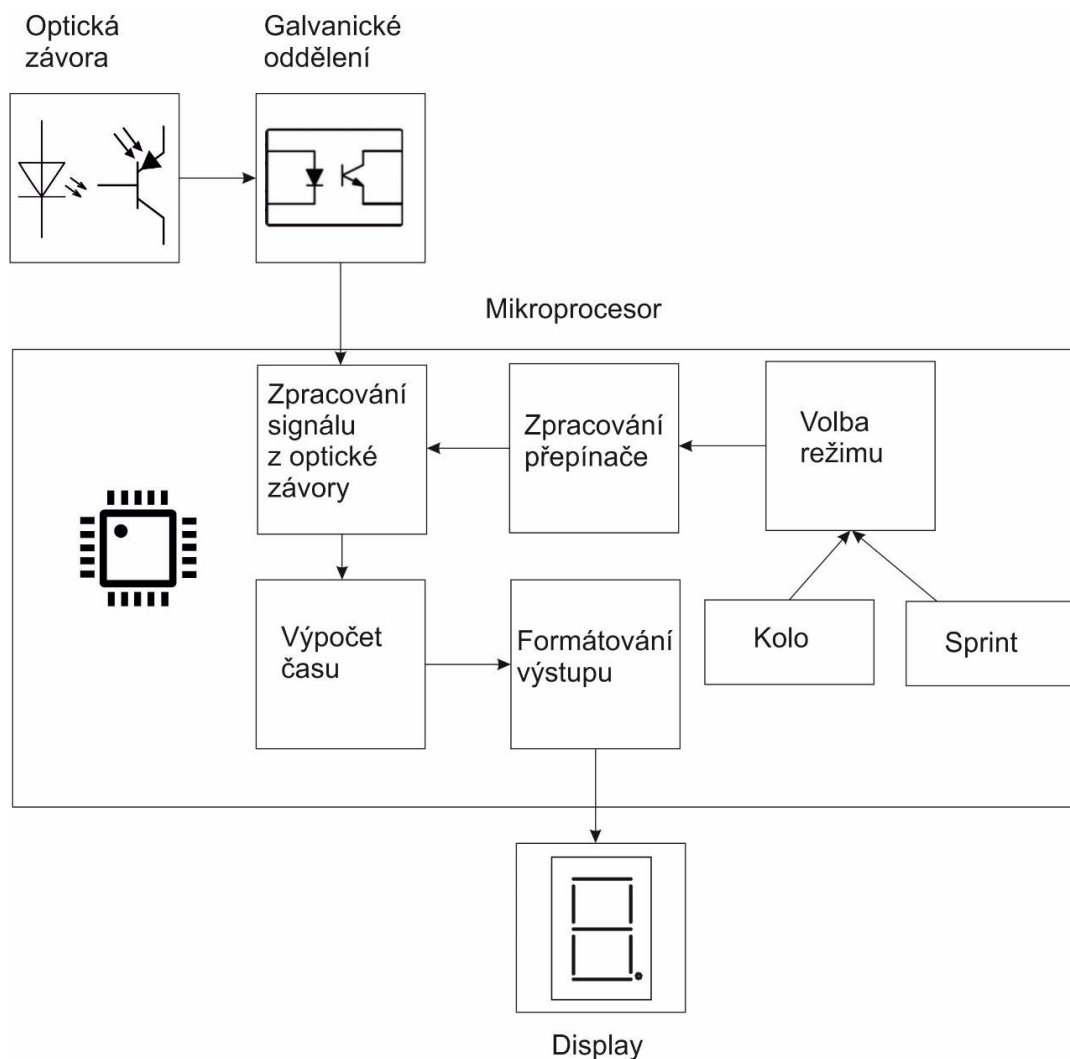 Optická
závora
Galvanické
oddělení
Mikroprocesor
Zpracování
signálu
z optické
závory
Zpracování
přepínače
Volba
režimu
Výpočet
času
Formátování
výstupu
Kolo
Sprint
Display